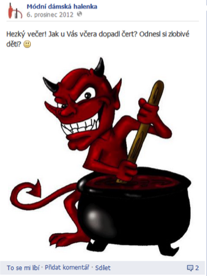 Módní dámská halenka
6. prosinec 2012
Hezký večer! Jak u Vás včera dopadl čert? Odnesl si zlobivé
děti? 😀
To se mi líbí · Přidat komentář · Sdílet 2